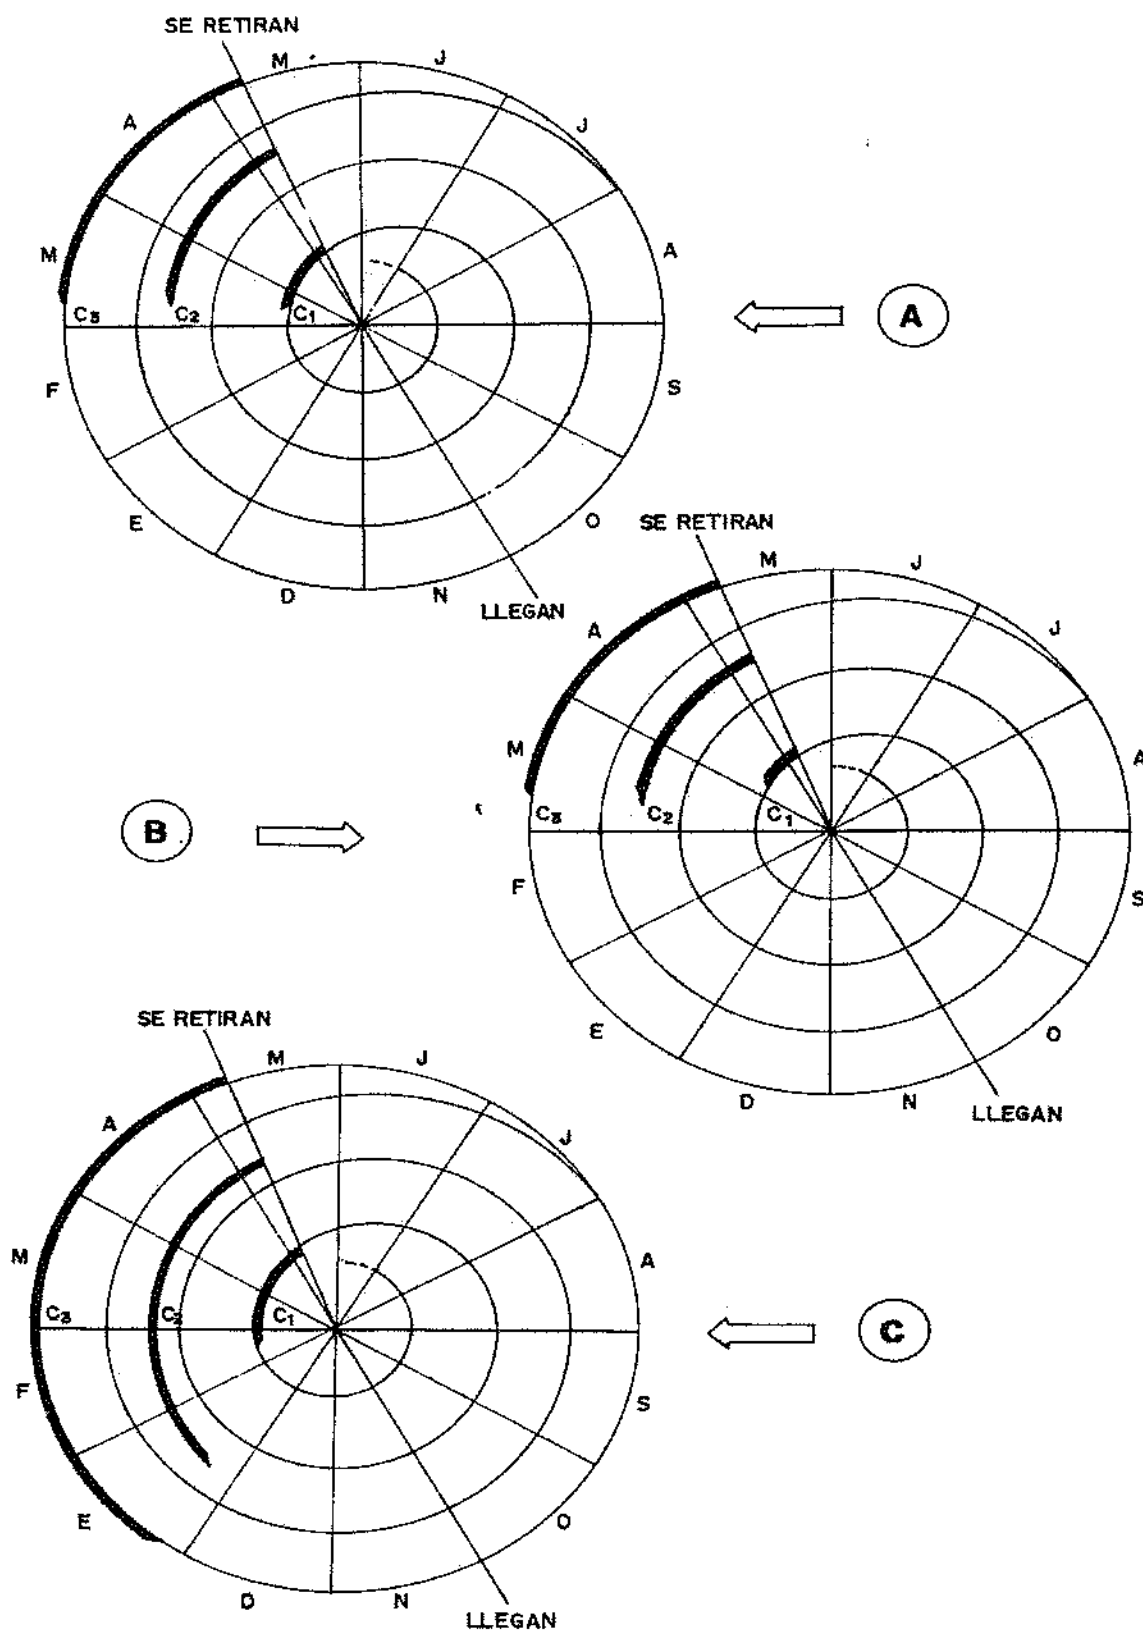 SE RETIRAN
M
J
A
J
M
A
C3
C2
C1
A
F
S
E
O
D
N
LLEGAN
SE RETIRAN
M
J
A
J
M
A
C3
C2
C1
B
F
S
E
O
D
N
LLEGAN
SE RETIRAN
M
J
A
J
M
A
C3
C2
C1
C
F
S
E
O
D
N
LLEGAN